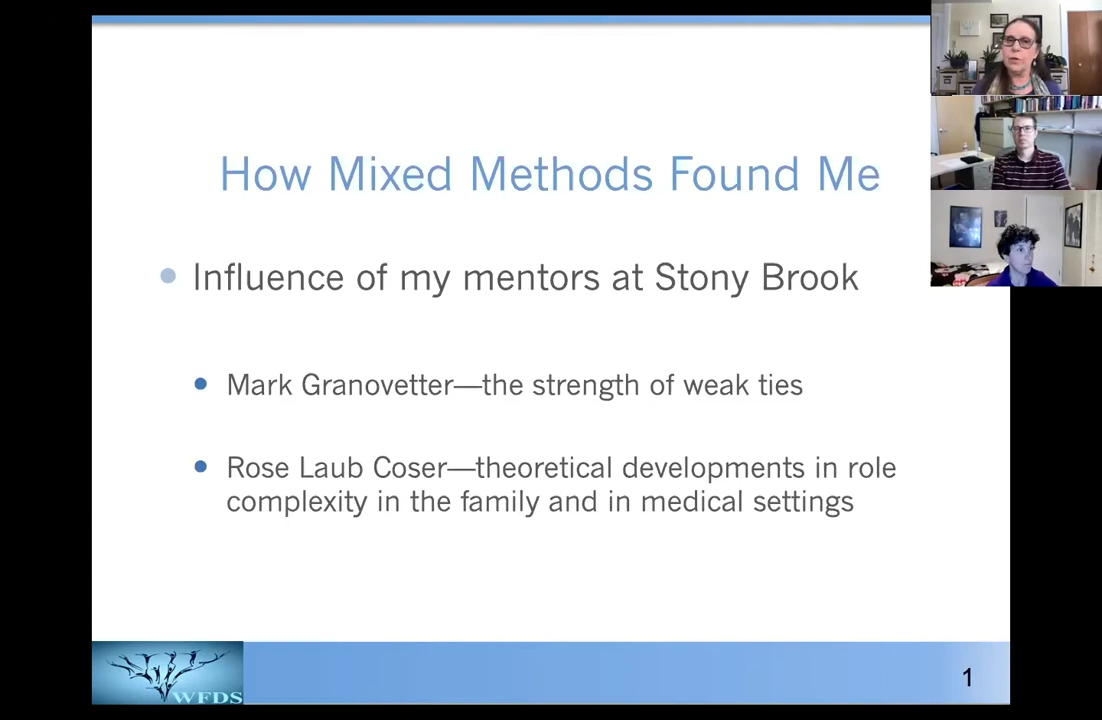 How Mixed Methods Found Me
Influence of my mentors at Stony Brook
Mark Granovetter—the strength of weak ties
Rose Laub Coser—theoretical developments in role
complexity in the family and in medical settings
WFDS
1